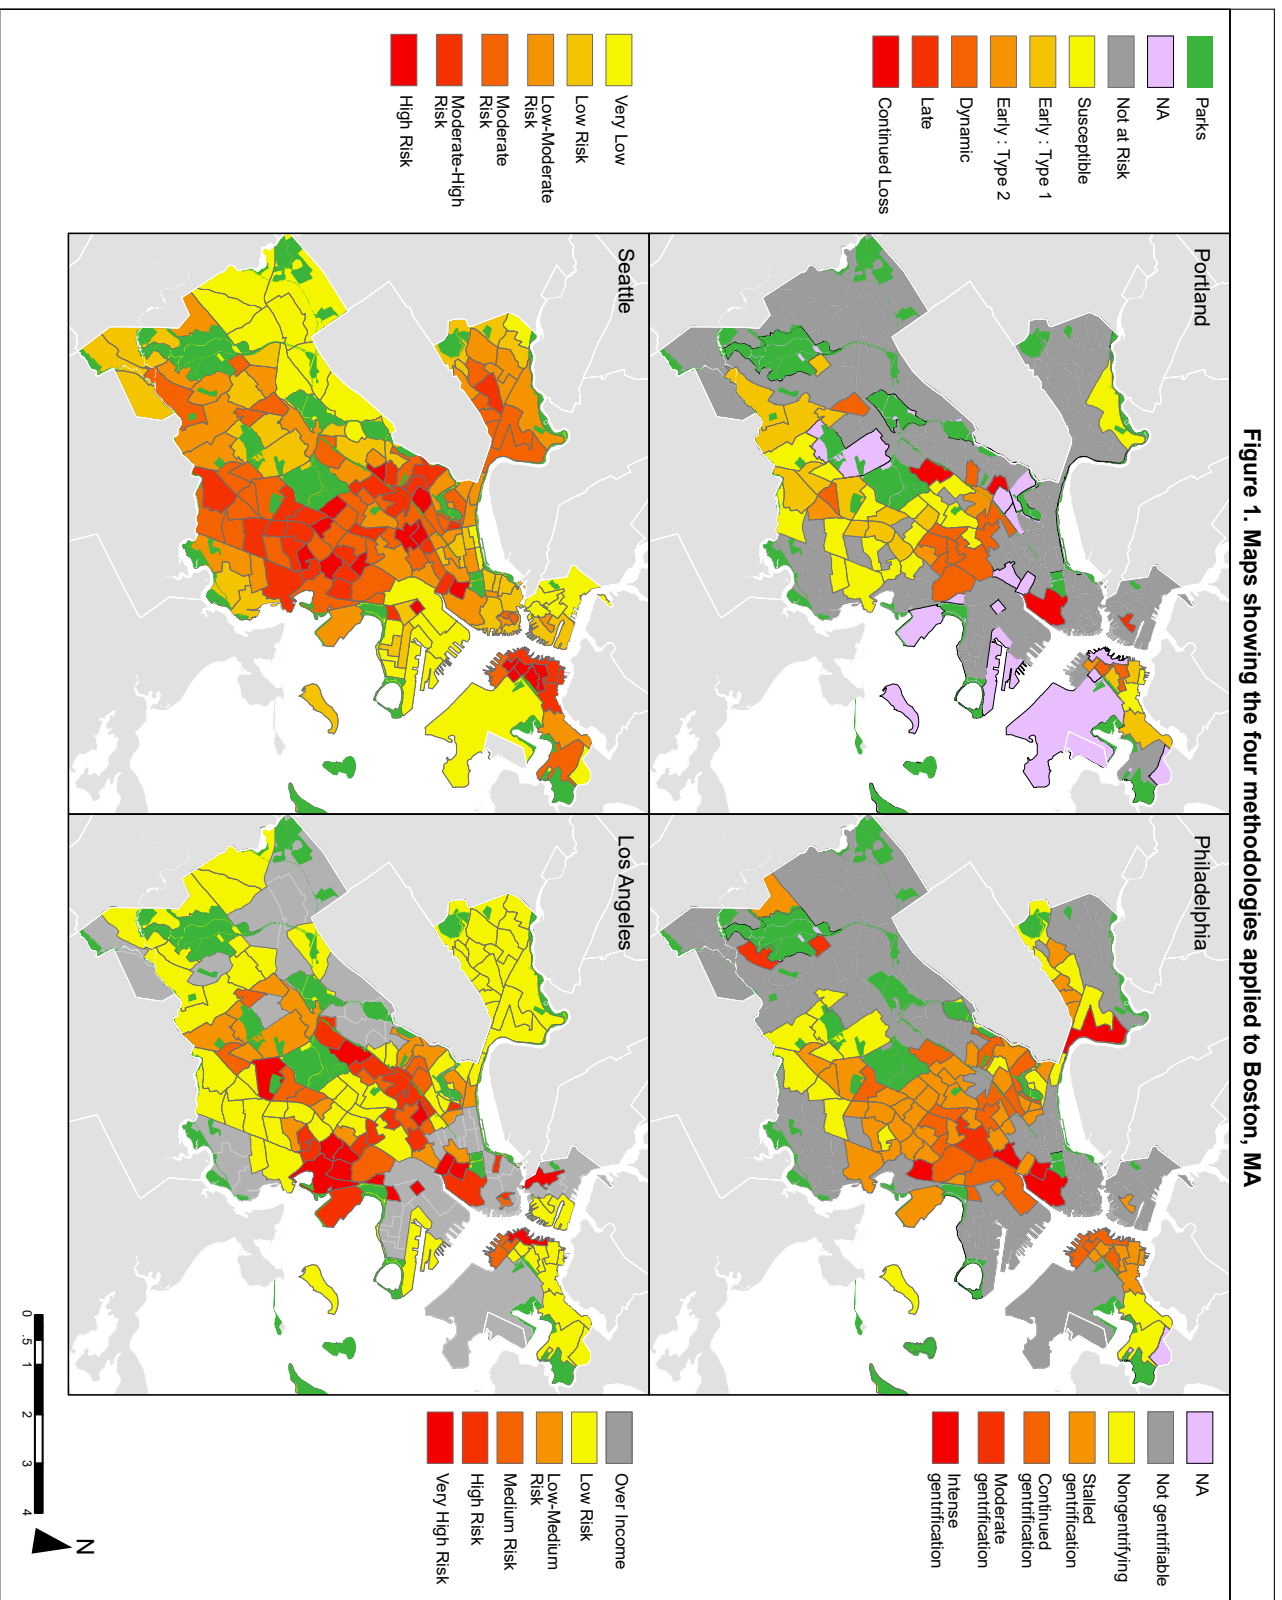 Figure 1. Maps showing the four methodologies applied to Boston, MA
Parks
NA
Not at Risk
Susceptible
Early : Type 1
Early : Type 2
Dynamic
Late
Continued Loss
Portland
Philadelphia
NA
Not gentrifiable
Nongentrifying
Stalled
gentrification
Continued
gentrification
Moderate
gentrification
Intense
gentrification
Very Low
Low Risk
Low-Moderate
Risk
Moderate
Risk
Moderate-High
Risk
High Risk
Seattle
Los Angeles
Over Income
Low Risk
Low-Medium
Risk
Medium Risk
High Risk
Very High Risk
0 .5 1 2 3 4
N